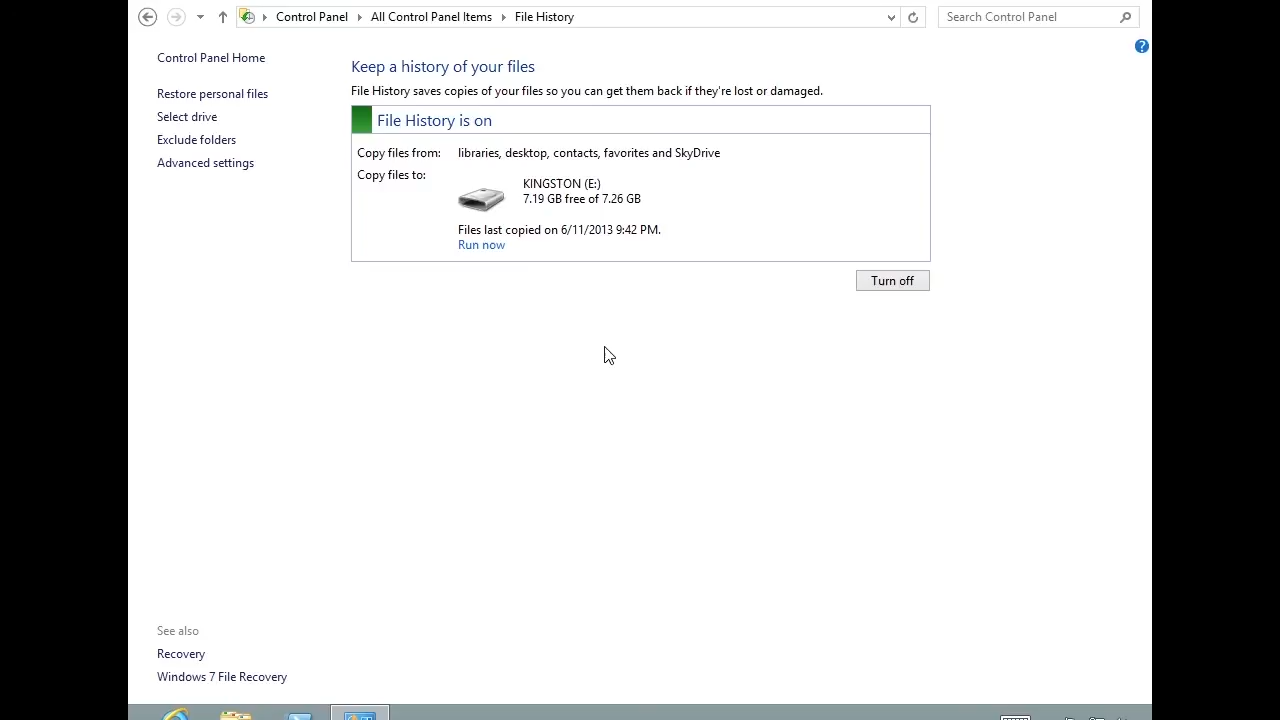 Control Panel All Control Panel Items File History Search Control Panel
Control Panel Home
Restore personal files
Select drive
Exclude folders
Advanced settings
Keep a history of your files
File History saves copies of your files so you can get them back if they're lost or damaged.
File History is on
Copy files from: libraries, desktop, contacts, favorites and SkyDrive
Copy files to:
KINGSTON (E:)
7.19 GB free of 7.26 GB
Files last copied on 6/11/2013 9:42 PM.
Run now
Turn off
See also
Recovery
Windows 7 File Recovery